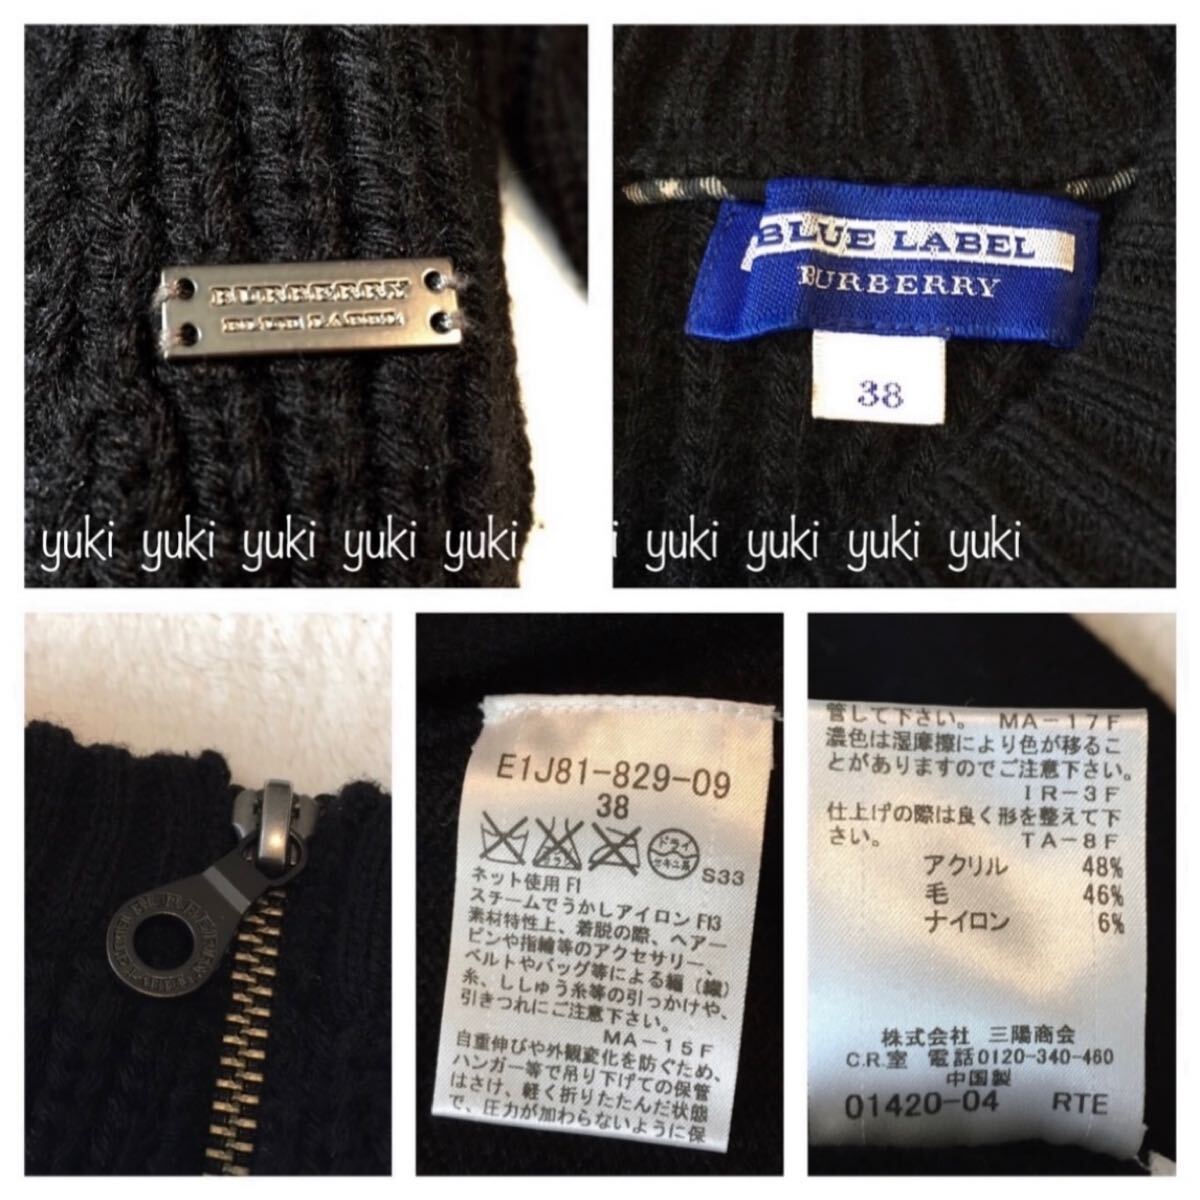 BURBERRY
BLUE LABEL
yuki yuki yuki yuki yuki
BLUE LABEL
BURBERRY
38
yuki yuki yuki yuki
E1J81-829-09
38
ドライ
セキユ系
S33
ネット使用 F1
スチームでうかしアイロン F13
素材特性上、着脱の際、ヘアー
ピンや指輪等のアクセサリー、
ベルトやバッグ等による編（織）
糸、ししゅう糸等の引っかけや、
引きつれにご注意下さい。
MA-15F
自重伸びや外観変化を防ぐため、
ハンガー等で吊り下げての保管
はさけ、軽く折りたたんだ状態
で、圧力が加わらないように保
管して下さい。 MA-17F
濃色は湿摩擦により色が移るこ
とがありますのでご注意下さい。
IR-3F
仕上げの際は良く形を整えて下
さい。 TA-8F
アクリル 48%
毛 46%
ナイロン 6%
株式会社 三陽商会
C.R.室 電話0120-340-460
中国製
01420-04 RTE